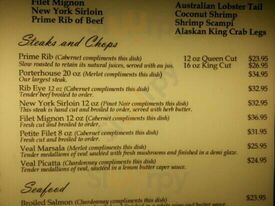 Filet Mignon
New York Sirloin
Prime Rib of Beef
Australian Lobster Tail
Coconut Shrimp
Shrimp Scampi
Alaskan King Crab Legs
Steaks and Chops
Prime Rib (Cabernet compliments this dish) 12 oz Queen Cut $23.95
Slow roasted to retain its natural juices, served with au jus. 16 oz King Cut $26.95
Porterhouse 20 oz (Merlot compliments this dish) $34.95
Our largest steak.
Rib Eye 12 oz (Cabernet compliments this dish) $32.95
Tender beef broiled to order.
New York Sirloin 12 oz (Pinot Noir compliments this dish) $32.95
This steak is hand cut and broiled to order, served with herb butter.
Filet Mignon 12 oz (Merlot compliments this dish) $36.95
Fresh cut and broiled to order.
Petite Filet 8 oz (Merlot compliments this dish) $31.95
Fresh cut and broiled to order.
Veal Marsala (Merlot compliments this dish) $23.95
Tender medallions of veal sautéed with fresh mushrooms and finished in a demi glaze.
Veal Picatta (Chardonnay compliments this dish) $24.95
Tender medallions of veal, sautéed in a lemon butter caper sauce.
Seafood
Broiled Salmon (Chardonnay compliments this dish) $23.95